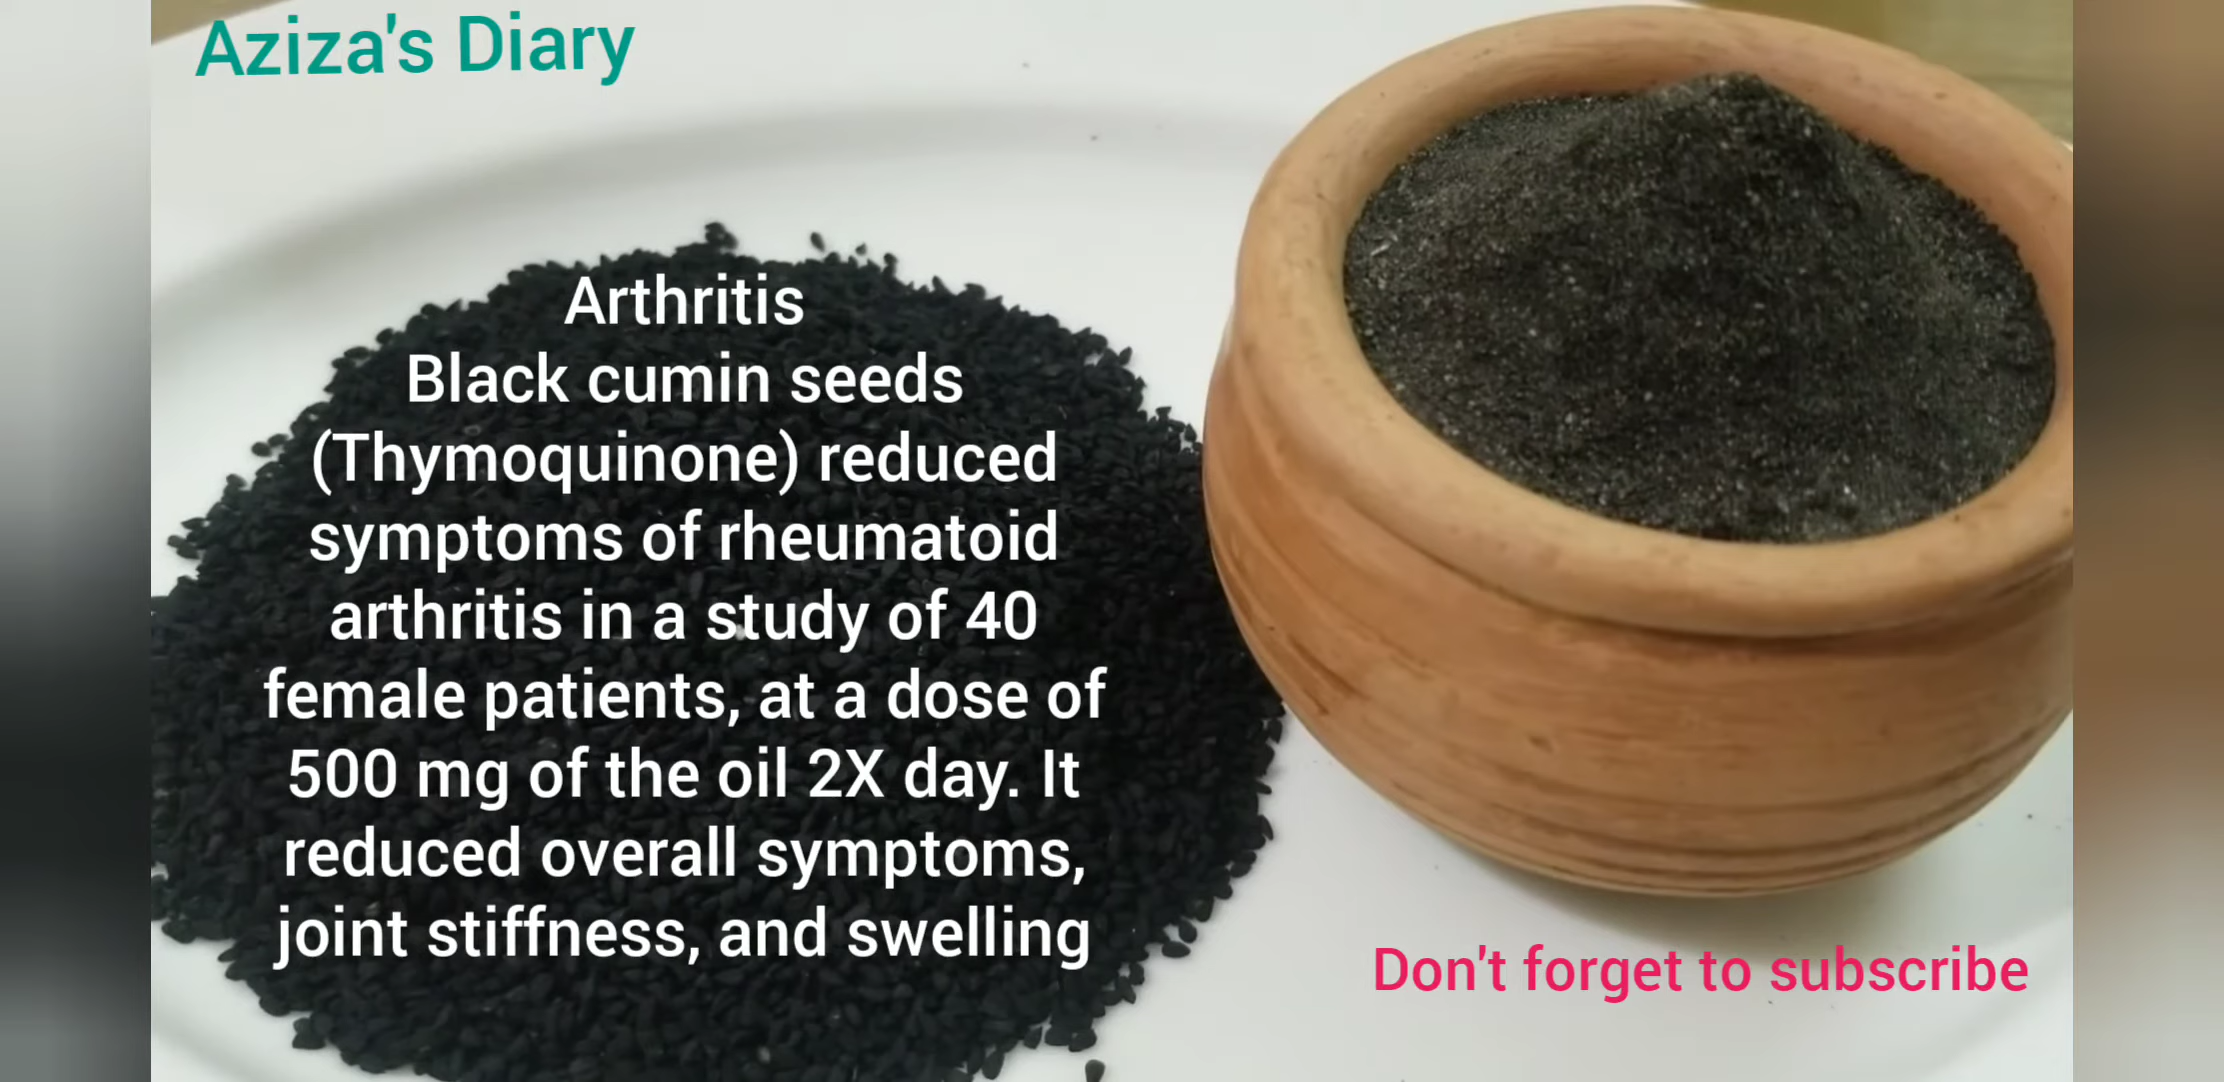 Aziza's Diary
Arthritis
Black cumin seeds
(Thymoquinone) reduced
symptoms of rheumatoid
arthritis in a study of 40
female patients, at a dose of
500 mg of the oil 2X day. It
reduced overall symptoms,
joint stiffness, and swelling
Don't forget to subscribe